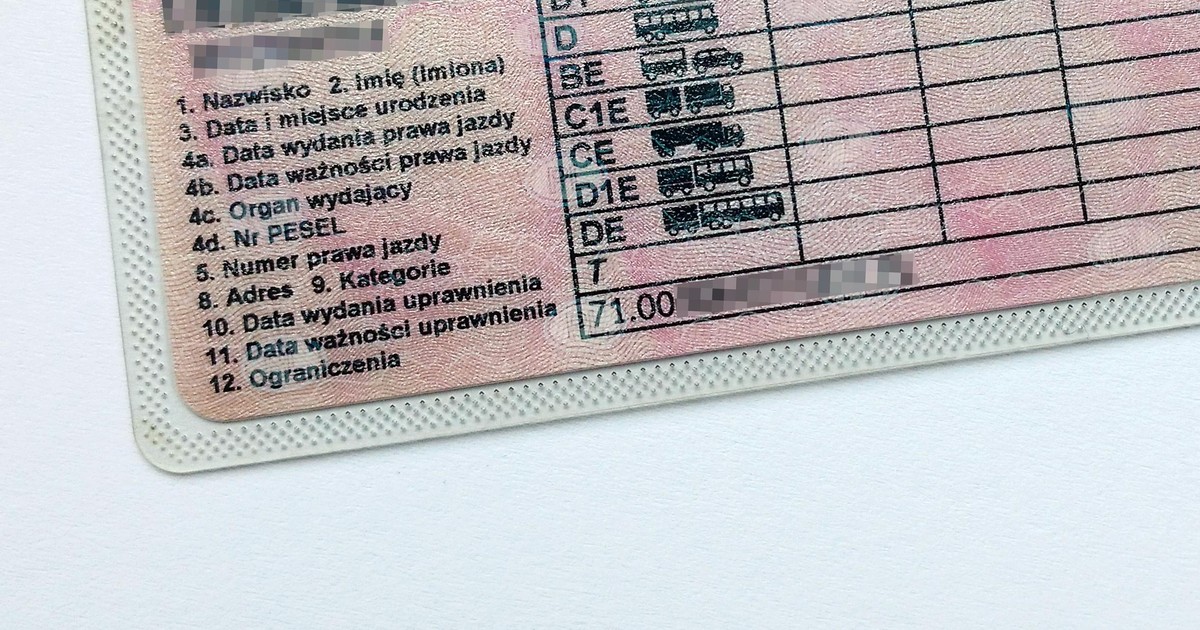 1. Nazwisko 2. Imię (imiona)
3. Data i miejsce urodzenia
4a. Data wydania prawa jazdy
4b. Data ważności prawa jazdy
4c. Organ wydający
4d. Nr PESEL
5. Numer prawa jazdy
8. Adres 9. Kategorie
10. Data wydania uprawnienia
11. Data ważności uprawnienia
12. Ograniczenia
D
BE
C1E
CE
D1E
DE
T
71.00